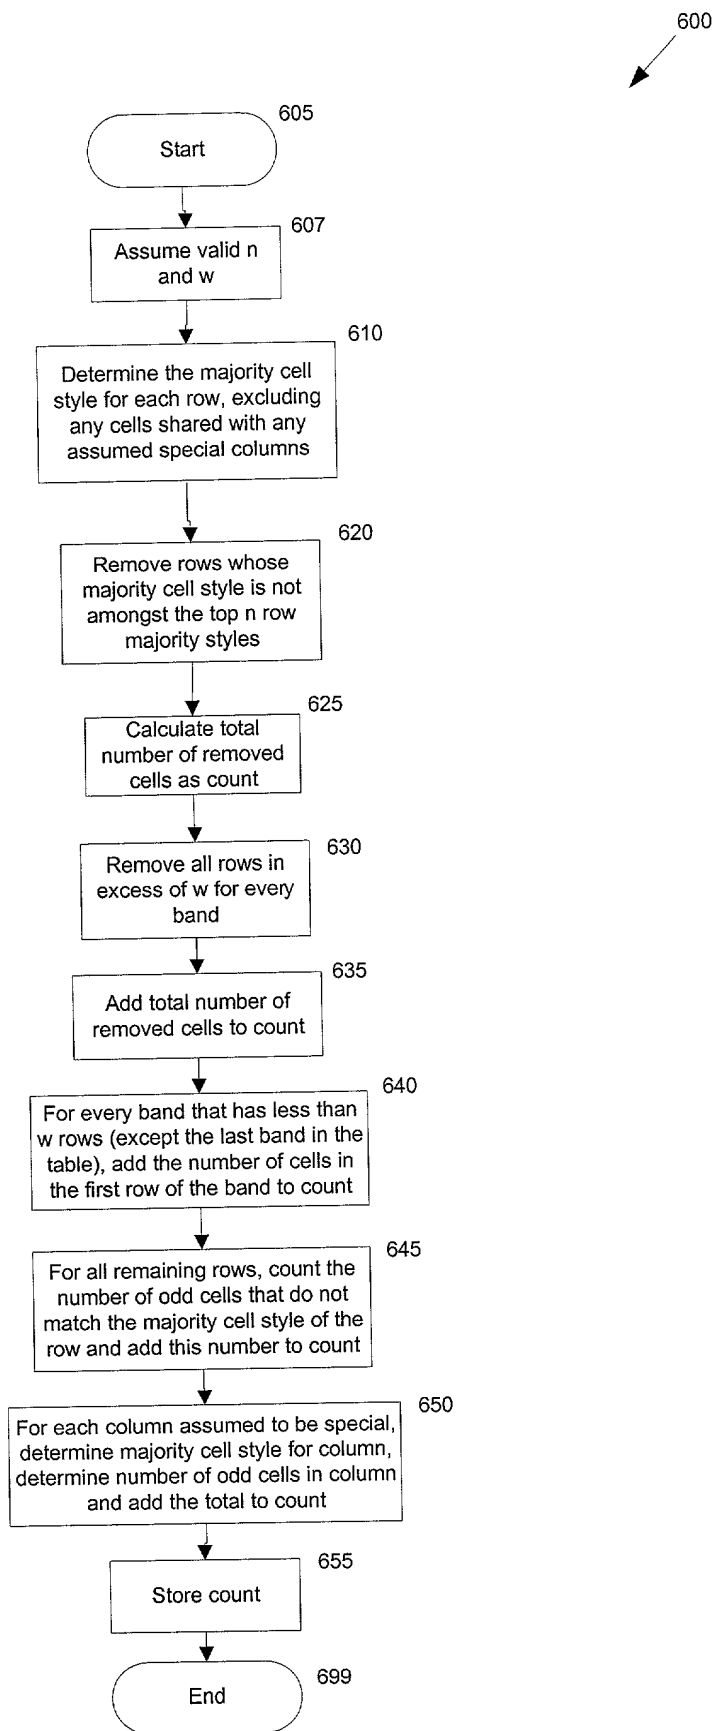 600
605
Start
607
Assume valid n
and w
610
Determine the majority cell
style for each row, excluding
any cells shared with any
assumed special columns
620
Remove rows whose
majority cell style is not
amongst the top n row
majority styles
625
Calculate total
number of removed
cells as count
630
Remove all rows in
excess of w for every
band
635
Add total number of
removed cells to count
640
For every band that has less than
w rows (except the last band in the
table), add the number of cells in
the first row of the band to count
645
For all remaining rows, count the
number of odd cells that do not
match the majority cell style of the
row and add this number to count
650
For each column assumed to be special,
determine majority cell style for column,
determine number of odd cells in column
and add the total to count
655
Store count
699
End